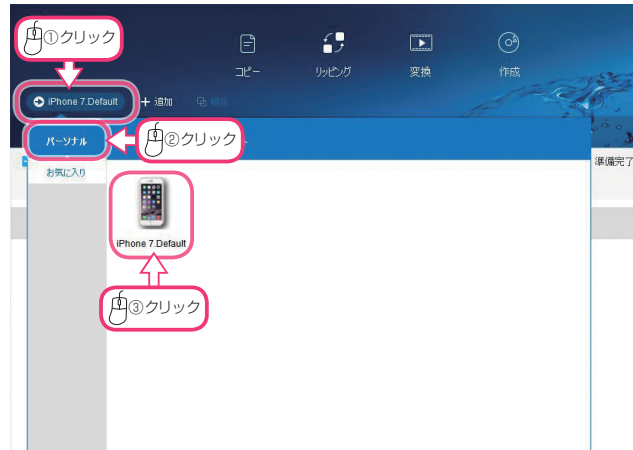 ①クリック
コピー
リッピング
変換
作成
iPhone 7.Default
追加
パーソナル
②クリック
お気に入り
準備完了
iPhone 7.Default
③クリック